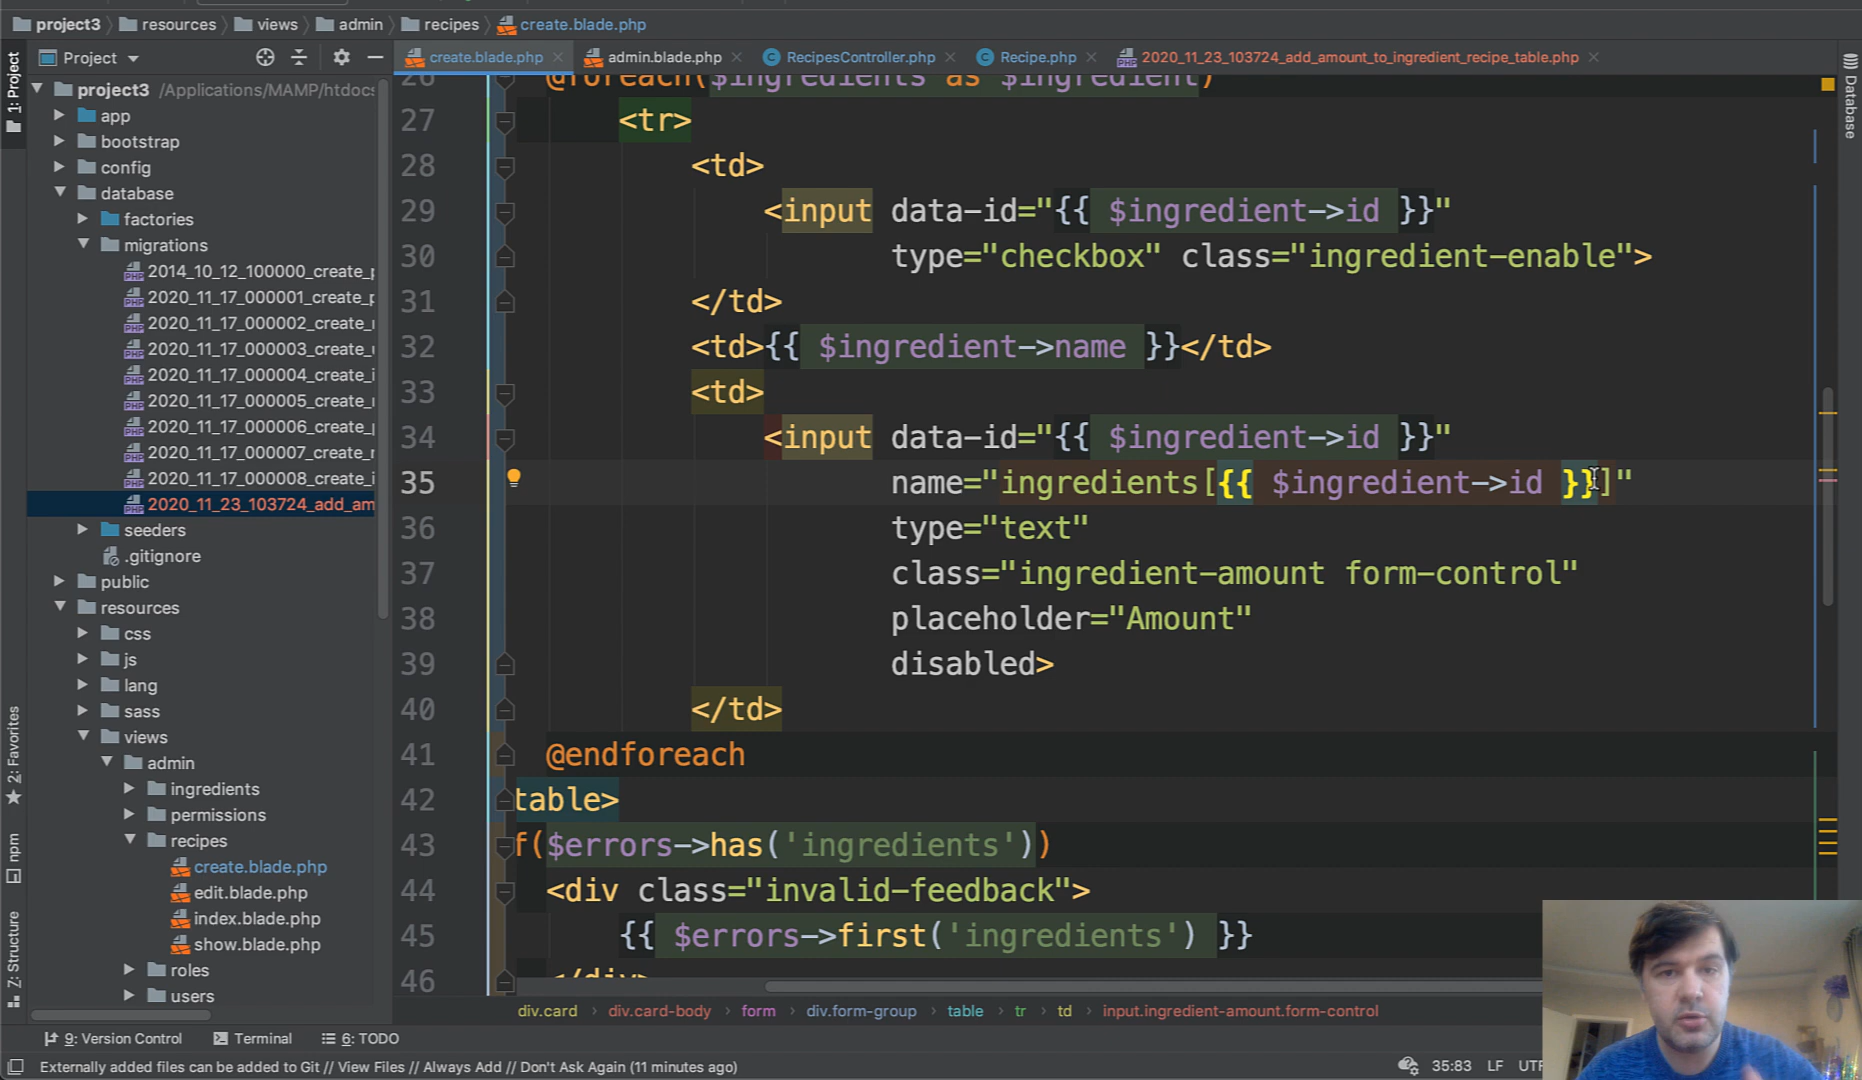 project3 resources views admin recipes create.blade.php
Project
create.blade.php admin.blade.php RecipesController.php Recipe.php 2020_11_23_103724_add_amount_to_ingredient_recipe_table.php
1: Project
2: Favorites
npm
Z: Structure
Database
project3 /Applications/MAMP/htdocs
app
bootstrap
config
database
factories
migrations
2014_10_12_100000_create_
2020_11_17_000001_create_
2020_11_17_000002_create_
2020_11_17_000003_create_
2020_11_17_000004_create_
2020_11_17_000005_create_
2020_11_17_000006_create_
2020_11_17_000007_create_
2020_11_17_000008_create_
2020_11_23_103724_add_am
seeders
.gitignore
public
resources
css
js
lang
sass
views
admin
ingredients
permissions
recipes
create.blade.php
edit.blade.php
index.blade.php
show.blade.php
roles
users
26 @foreach($ingredients as $ingredient)
27 <tr>
28 <td>
29 <input data-id="{{ $ingredient->id }}"
30 type="checkbox" class="ingredient-enable">
31 </td>
32 <td>{{ $ingredient->name }}</td>
33 <td>
34 <input data-id="{{ $ingredient->id }}"
35 name="ingredients[{{ $ingredient->id }}]"
36 type="text"
37 class="ingredient-amount form-control"
38 placeholder="Amount"
39 disabled>
40 </td>
41 @endforeach
42 table>
43 f($errors->has('ingredients'))
44 <div class="invalid-feedback">
45 {{ $errors->first('ingredients') }}
46 </div>
div.card div.card-body form div.form-group table tr td input.ingredient-amount.form-control
9: Version Control Terminal 6: TODO
Externally added files can be added to Git // View Files // Always Add // Don't Ask Again (11 minutes ago) 35:83 LF UTF